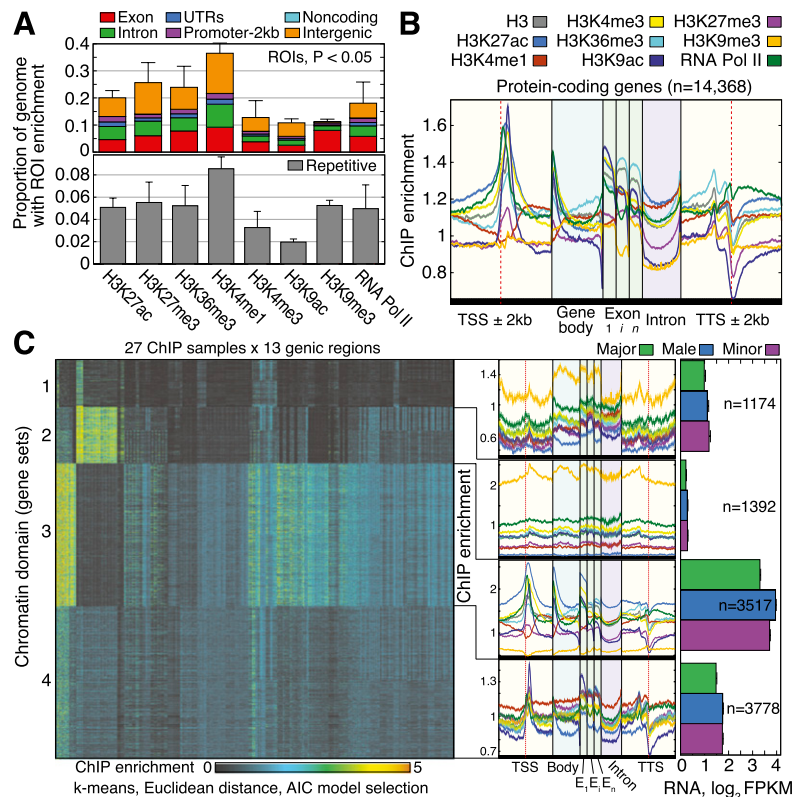 A
Exon
UTRs
Noncoding
Intron
Promoter-2kb
Intergenic
ROIs, P < 0.05
Proportion of genome
with ROI enrichment
0.4
0.3
0.2
0.1
0
Repetitive
0.08
0.06
0.04
0.02
0
H3K27ac
H3K27me3
H3K36me3
H3K4me1
H3K4me3
H3K9ac
H3K9me3
RNA Pol II
B
H3
H3K4me3
H3K27me3
H3K27ac
H3K36me3
H3K9me3
H3K4me1
H3K9ac
RNA Pol II
Protein-coding genes (n=14,368)
ChIP enrichment
1.6
1.4
1.2
1
0.8
TSS ± 2kb
Gene
body
Exon
1 i n
Intron
TTS ± 2kb
C
27 ChIP samples x 13 genic regions
Chromatin domain (gene sets)
1
2
3
4
ChIP enrichment 0 5
k-means, Euclidean distance, AIC model selection
ChIP enrichment
1.4
1
0.6
2
1
2
1
1.3
1
0.7
TSS
Body
E1
Ei
En
Intron
TTS
Major
Male
Minor
n=1174
n=1392
n=3517
n=3778
0 1 2 3 4
RNA, log2FPKM